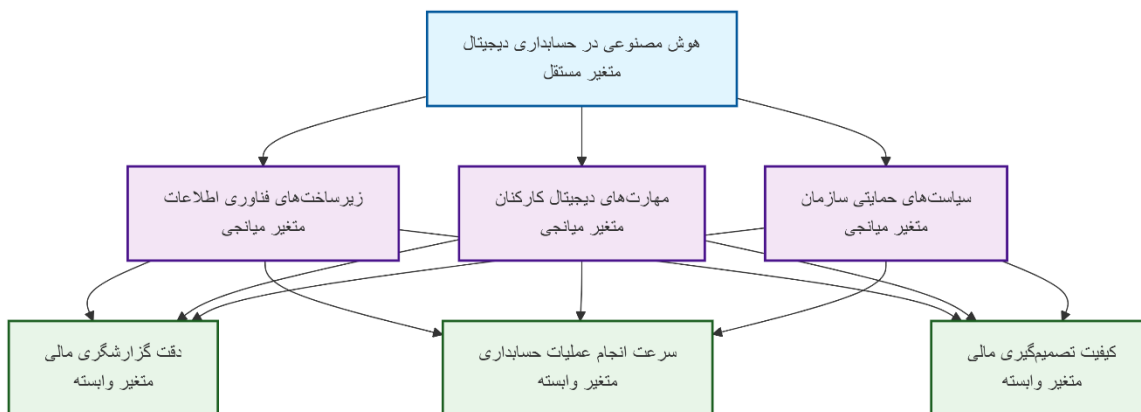 هوش مصنوعی در حسابداری دیجیتال
متغیر مستقل
سیاست‌های حمایتی سازمان
متغیر میانجی
مهارت‌های دیجیتال کارکنان
متغیر میانجی
زیرساخت‌های فناوری اطلاعات
متغیر میانجی
کیفیت تصمیم‌گیری مالی
متغیر وابسته
سرعت انجام عملیات حسابداری
متغیر وابسته
دقت گزارشگری مالی
متغیر وابسته